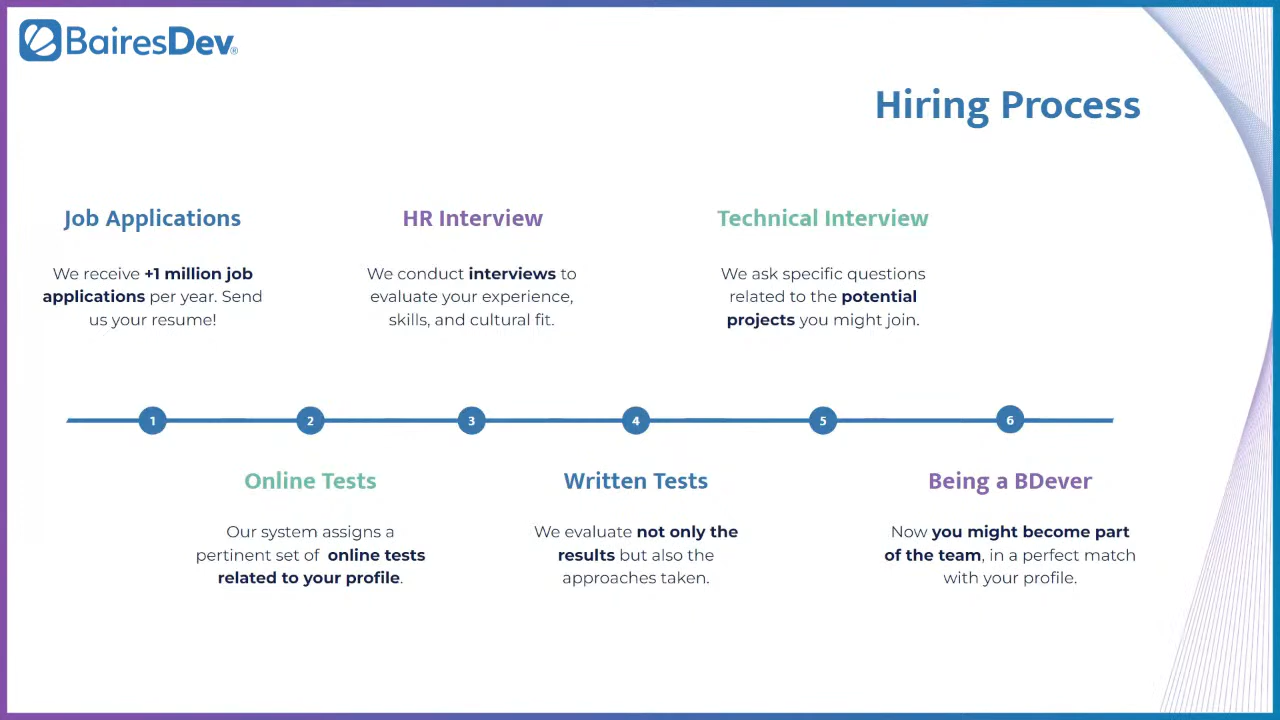 BairesDev®
Hiring Process
Job Applications
We receive +1 million job
applications per year. Send
us your resume!
HR Interview
We conduct interviews to
evaluate your experience,
skills, and cultural fit.
Technical Interview
We ask specific questions
related to the potential
projects you might join.
1
2
3
4
5
6
Online Tests
Our system assigns a
pertinent set of online tests
related to your profile.
Written Tests
We evaluate not only the
results but also the
approaches taken.
Being a BDever
Now you might become part
of the team, in a perfect match
with your profile.